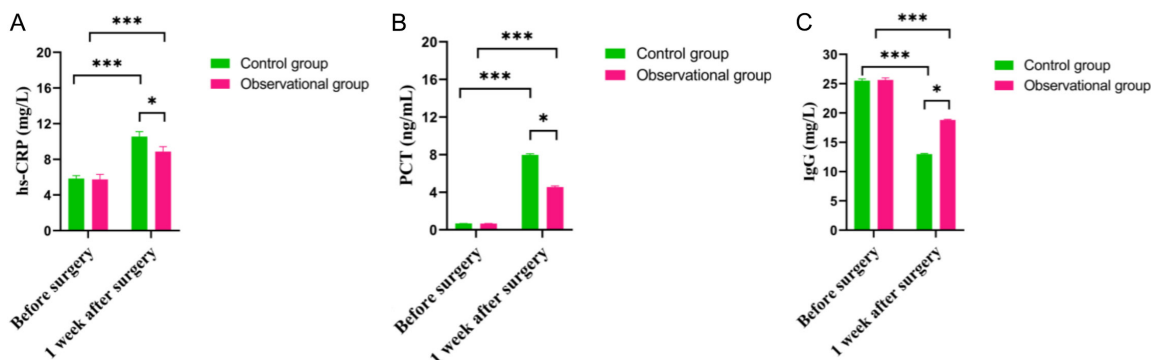 A
hs-CRP (mg/L)
20
16
12
8
4
0
***
***
*
Control group
Observational group
Before surgery
1 week after surgery
B
PCT (ng/mL)
20
16
12
8
4
0
***
***
*
Control group
Observational group
Before surgery
1 week after surgery
C
IgG (mg/L)
30
25
20
15
10
5
0
***
***
*
Control group
Observational group
Before surgery
1 week after surgery